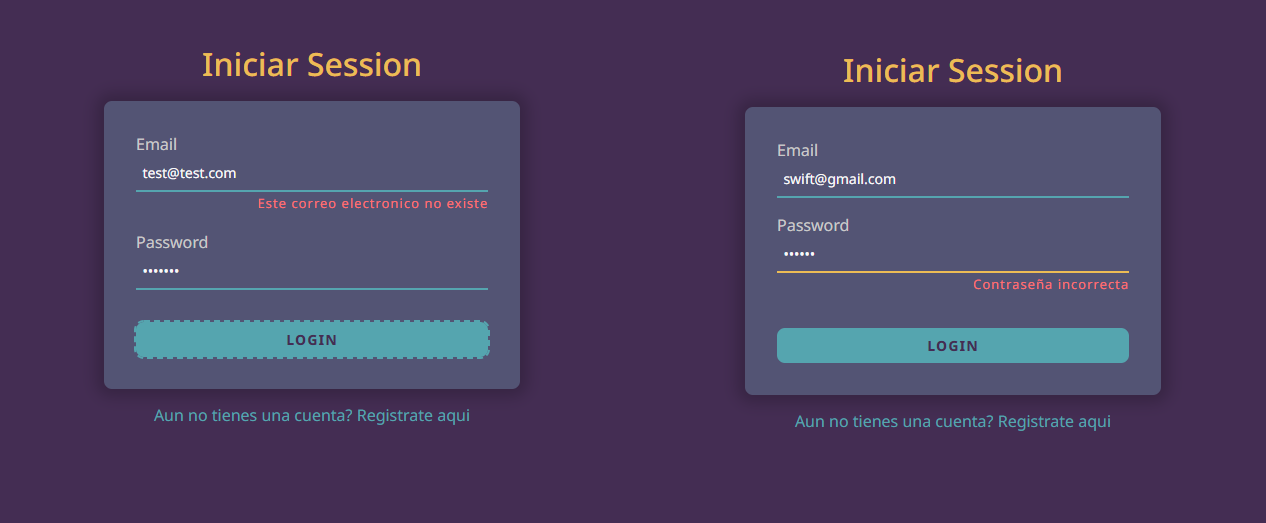 Iniciar Session
Email
test@test.com
Este correo electronico no existe
Password
•••••••
LOGIN
Aun no tienes una cuenta? Registrate aqui
Iniciar Session
Email
swift@gmail.com
Password
••••••
Contraseña incorrecta
LOGIN
Aun no tienes una cuenta? Registrate aqui